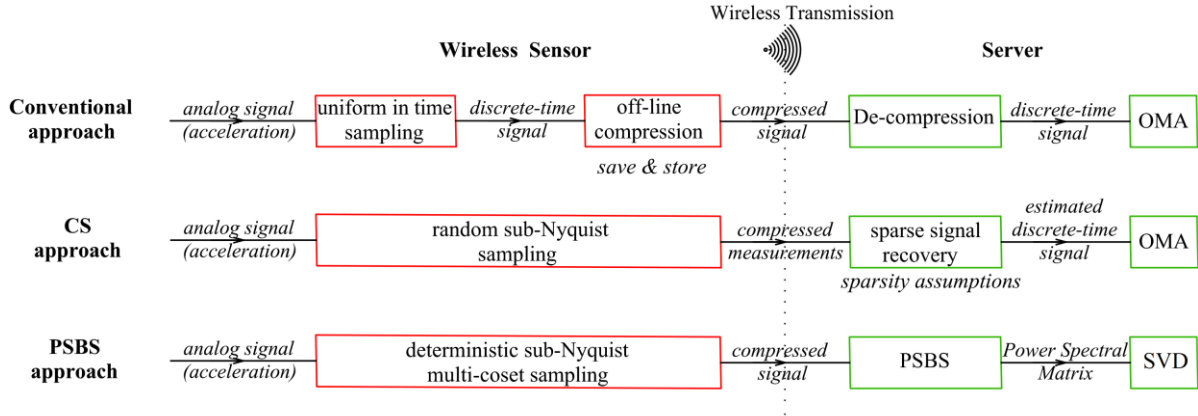 Wireless Transmission
Wireless Sensor
Server
Conventional
approach
analog signal
(acceleration)
uniform in time
sampling
discrete-time
signal
off-line
compression
save & store
compressed
signal
De-compression
discrete-time
signal
OMA
CS
approach
analog signal
(acceleration)
random sub-Nyquist
sampling
compressed
measurements
sparse signal
recovery
sparsity assumptions
estimated
discrete-time
signal
OMA
PSBS
approach
analog signal
(acceleration)
deterministic sub-Nyquist
multi-coset sampling
compressed
signal
PSBS
Power Spectral
Matrix
SVD